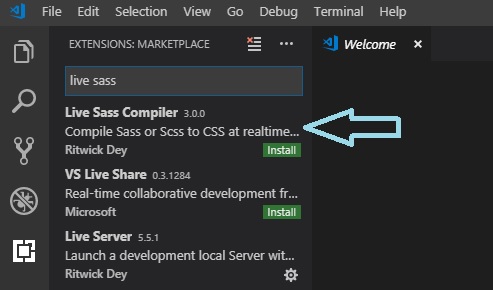 File Edit Selection View Go Debug Terminal Help
EXTENSIONS: MARKETPLACE
Welcome
live sass
Live Sass Compiler 3.0.0
Compile Sass or Scss to CSS at realtime...
Ritwick Dey Install
VS Live Share 0.3.1284
Real-time collaborative development fr...
Microsoft Install
Live Server 5.5.1
Launch a development local Server wit...
Ritwick Dey